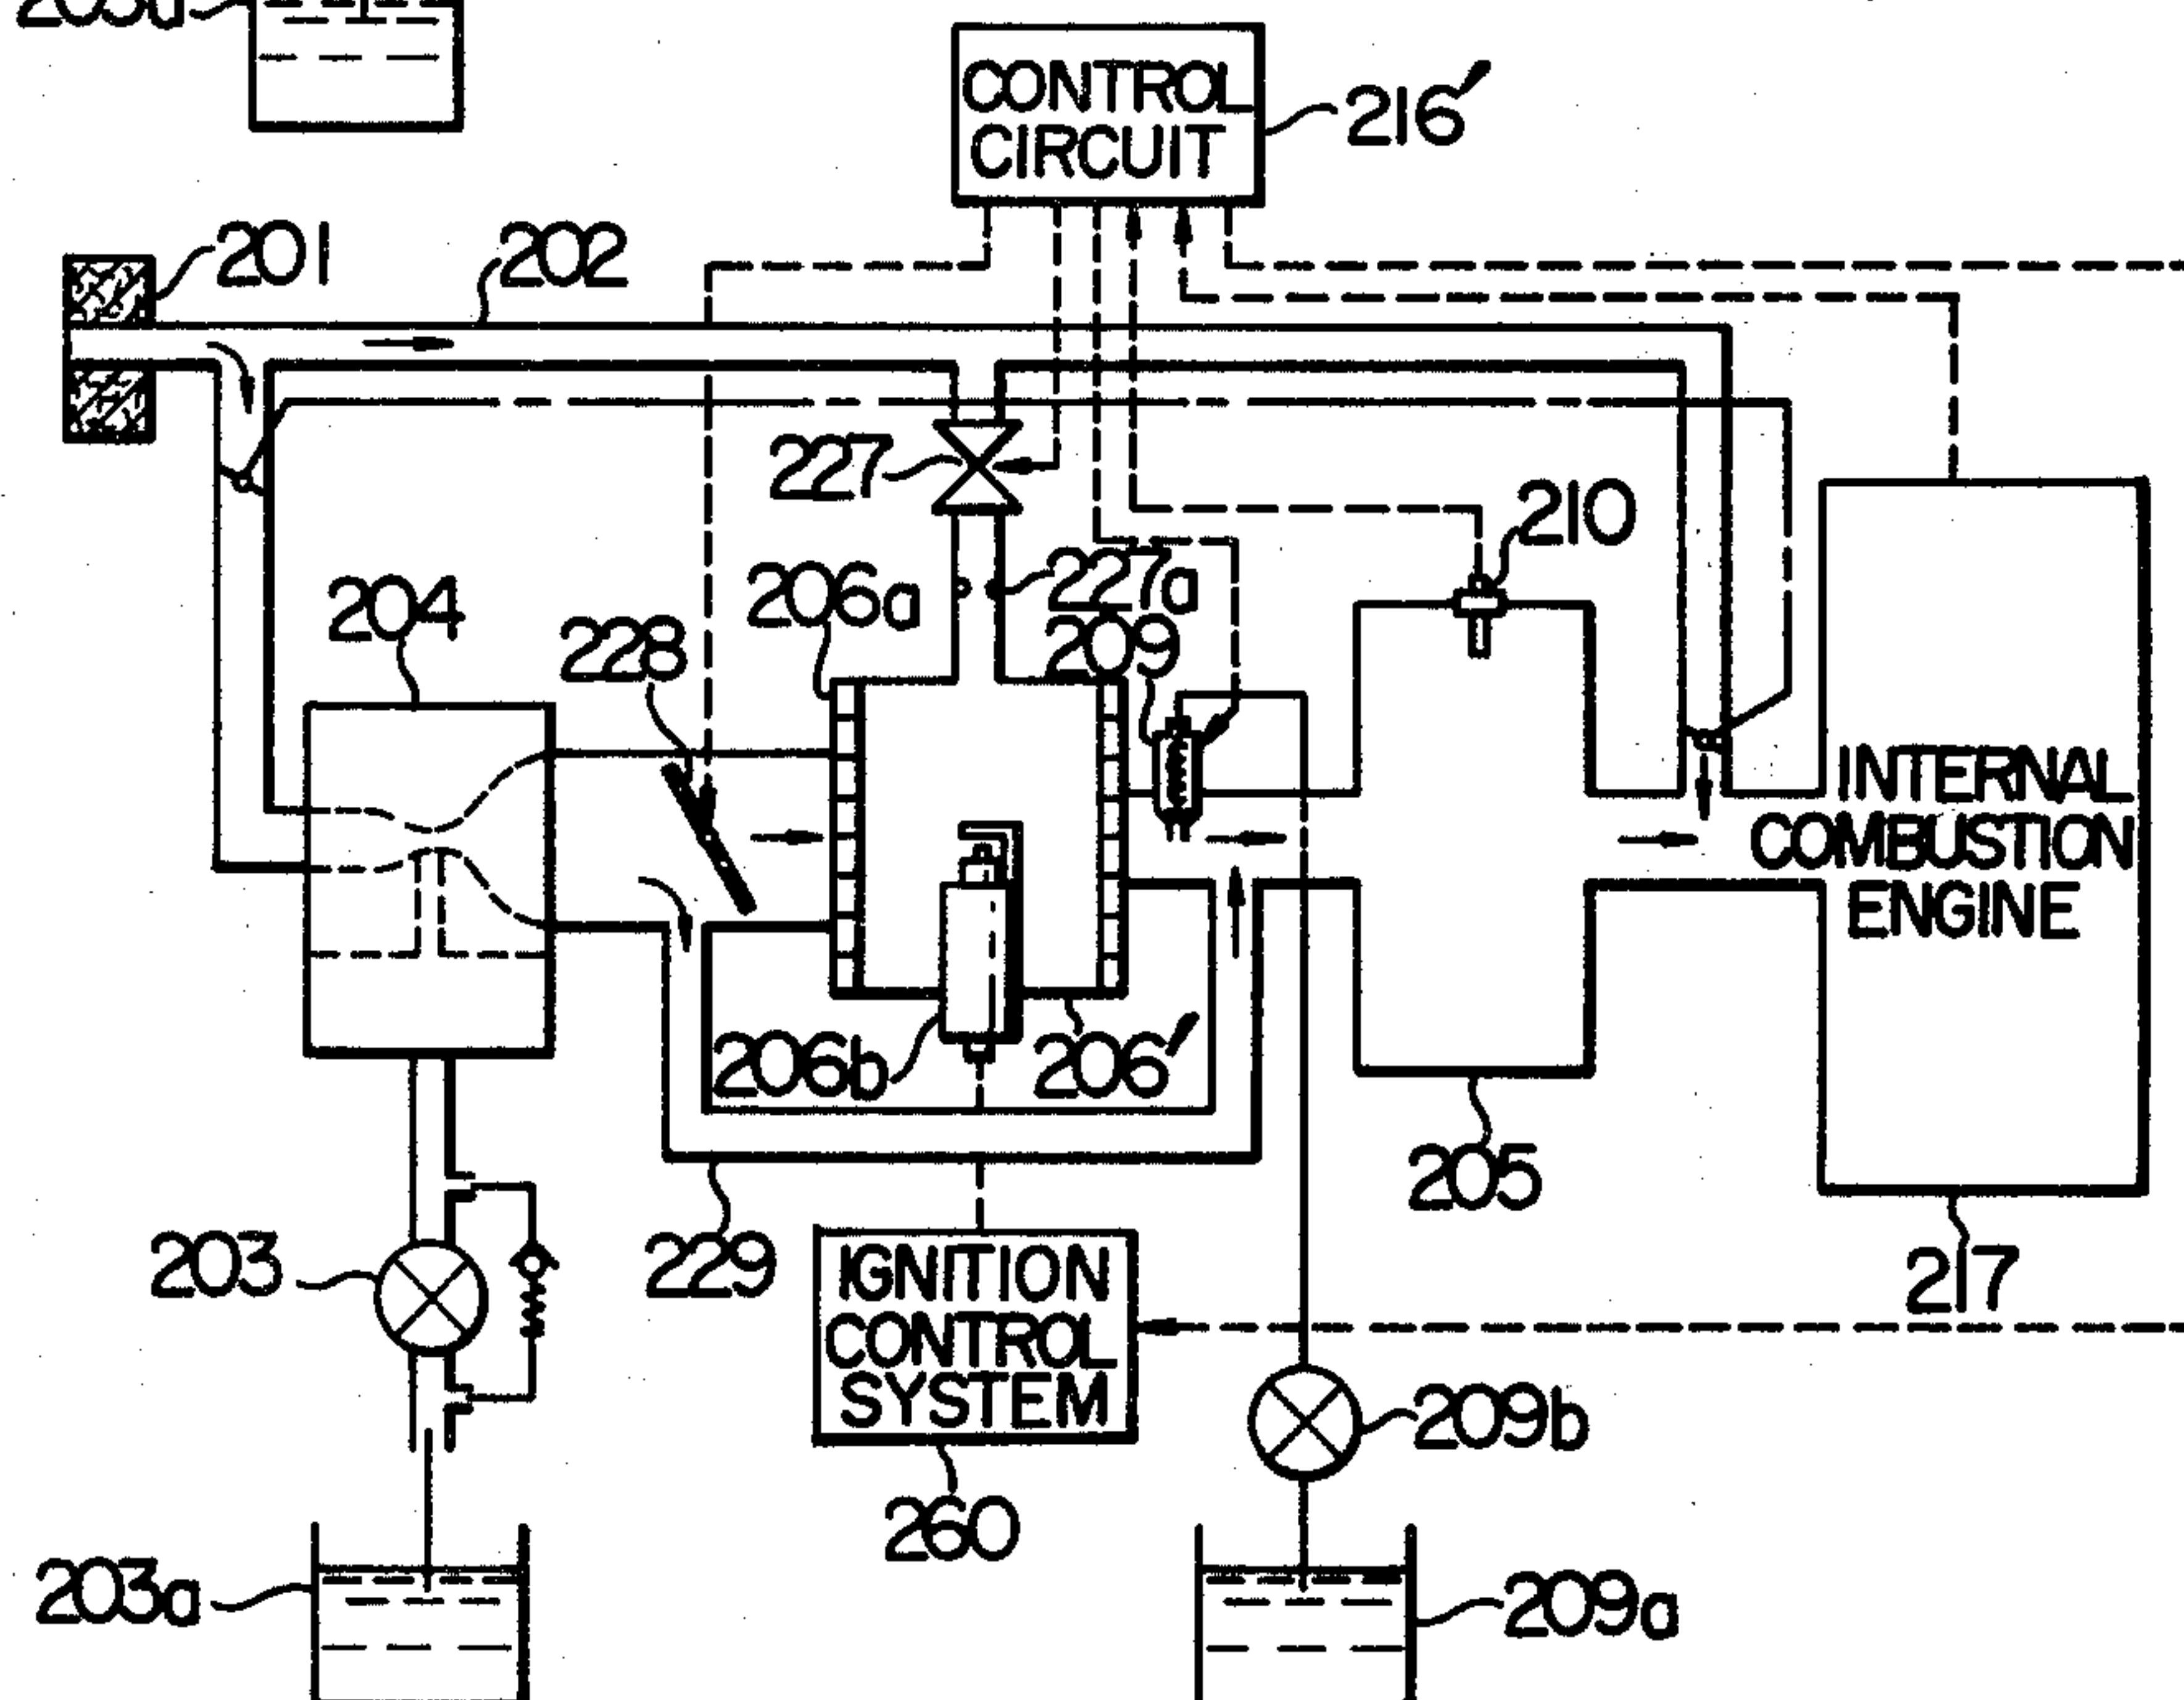 CONTROL
CIRCUIT
216′
201
202
227
210
206a
227a
204
228
209
INTERNAL
COMBUSTION
ENGINE
206b
206′
205
203
229
IGNITION
CONTROL
SYSTEM
217
209b
260
203a
209a